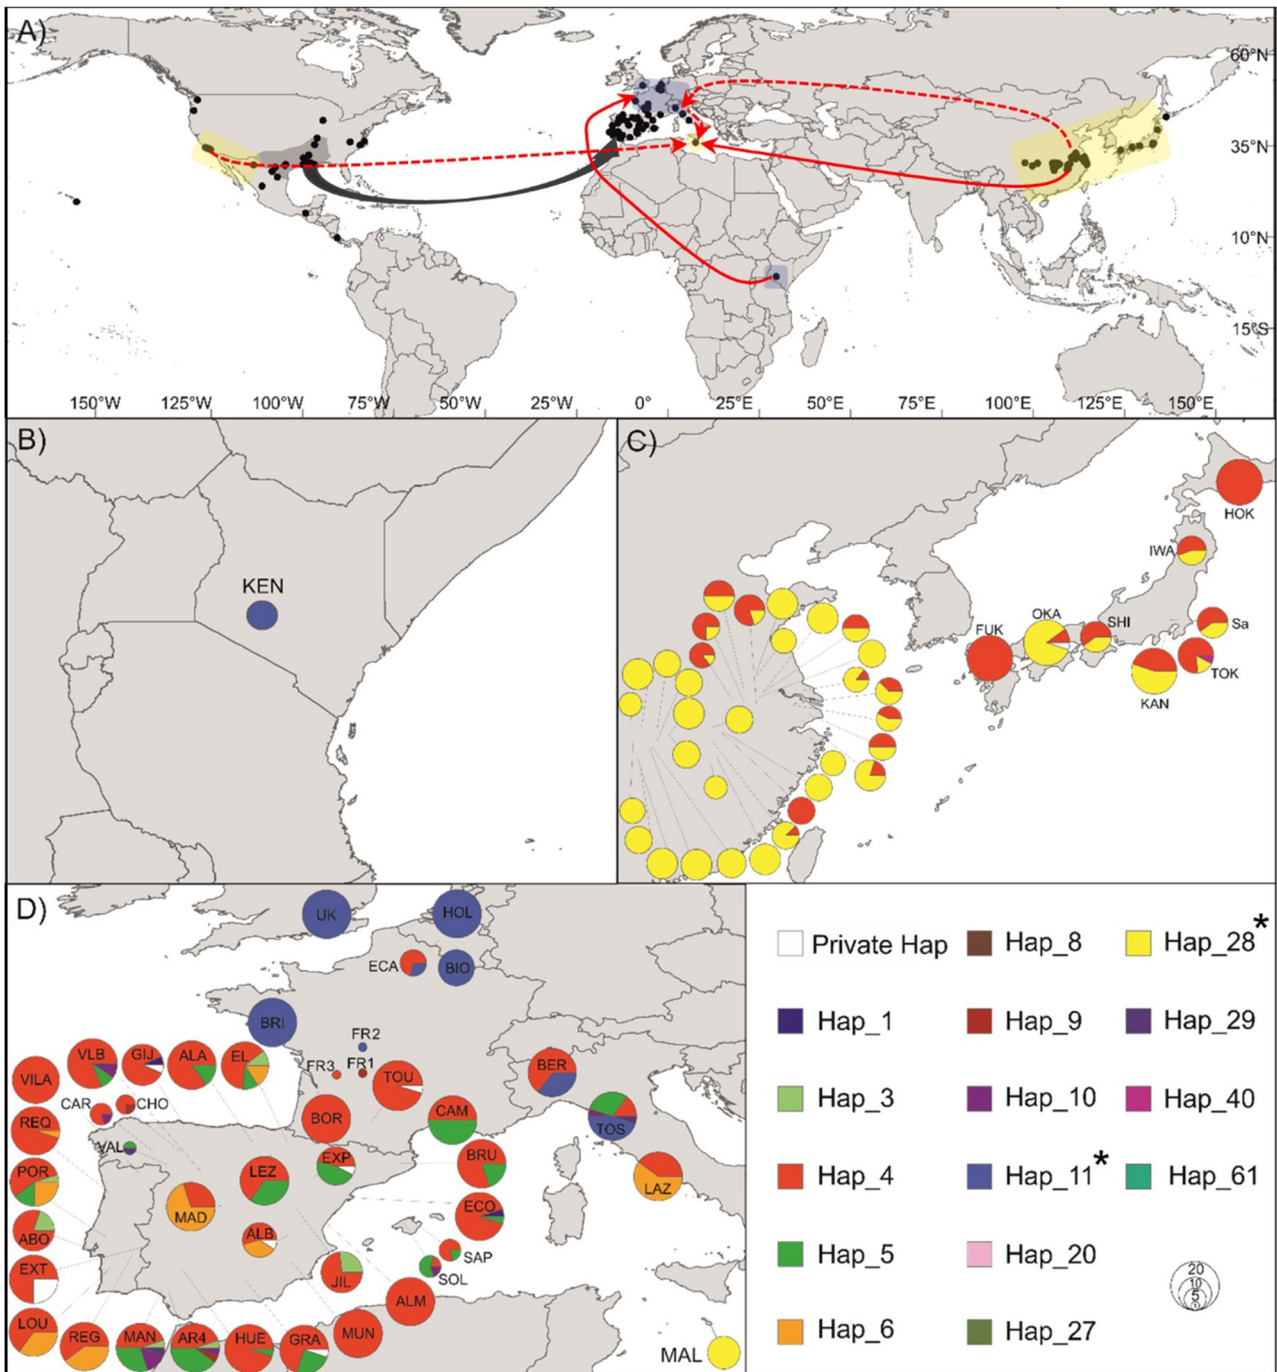 A)
60°N
35°N
10°N
15°S
150°W 125°W 100°W 75°W 50°W 25°W 0° 25°E 50°E 75°E 100°E 125°E 150°E
B)
KEN
C)
HOK
IWA
OKA
SHI
Sa
FUK
TOK
KAN
D)
UK
HOL
ECA
BIO
BRI
FR2
FR3
FR1
VLB
GIJ
ALA
EL
VILA
TOU
BER
CAR
CHO
BOR
CAM
TOS
REQ
VAL
EXP
BRU
POR
LEZ
LAZ
MAD
ECO
ABO
ALB
SAP
EXT
JIL
SOL
ALM
LOU
REG
MAN
AR4
HUE
GRA
MUN
MAL
Private Hap
Hap_8
Hap_28*
Hap_1
Hap_9
Hap_29
Hap_3
Hap_10
Hap_40
Hap_4
Hap_11*
Hap_61
Hap_5
Hap_20
Hap_6
Hap_27
20
10
5
1